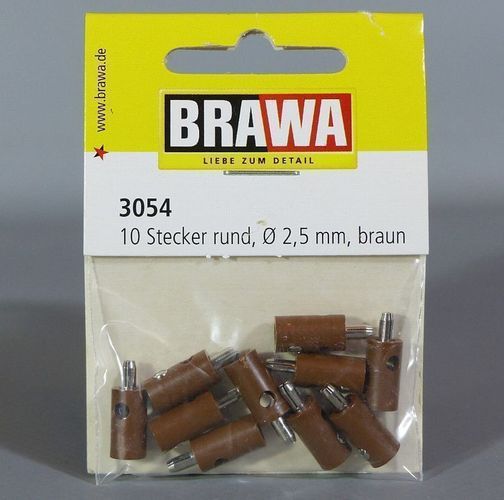 www.brawa.de
BRAWA
LIEBE ZUM DETAIL
3054
10 Stecker rund, Ø 2,5 mm, braun